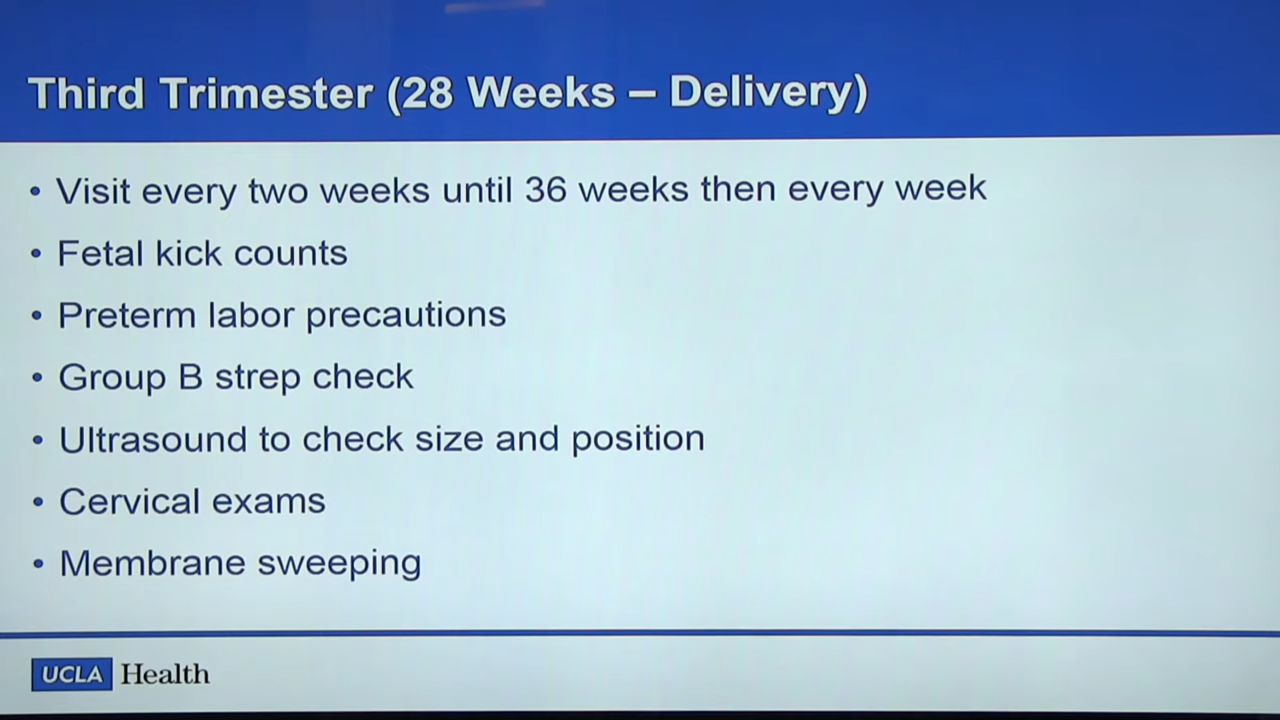 Third Trimester (28 Weeks – Delivery)
• Visit every two weeks until 36 weeks then every week
• Fetal kick counts
• Preterm labor precautions
• Group B strep check
• Ultrasound to check size and position
• Cervical exams
• Membrane sweeping
UCLA Health